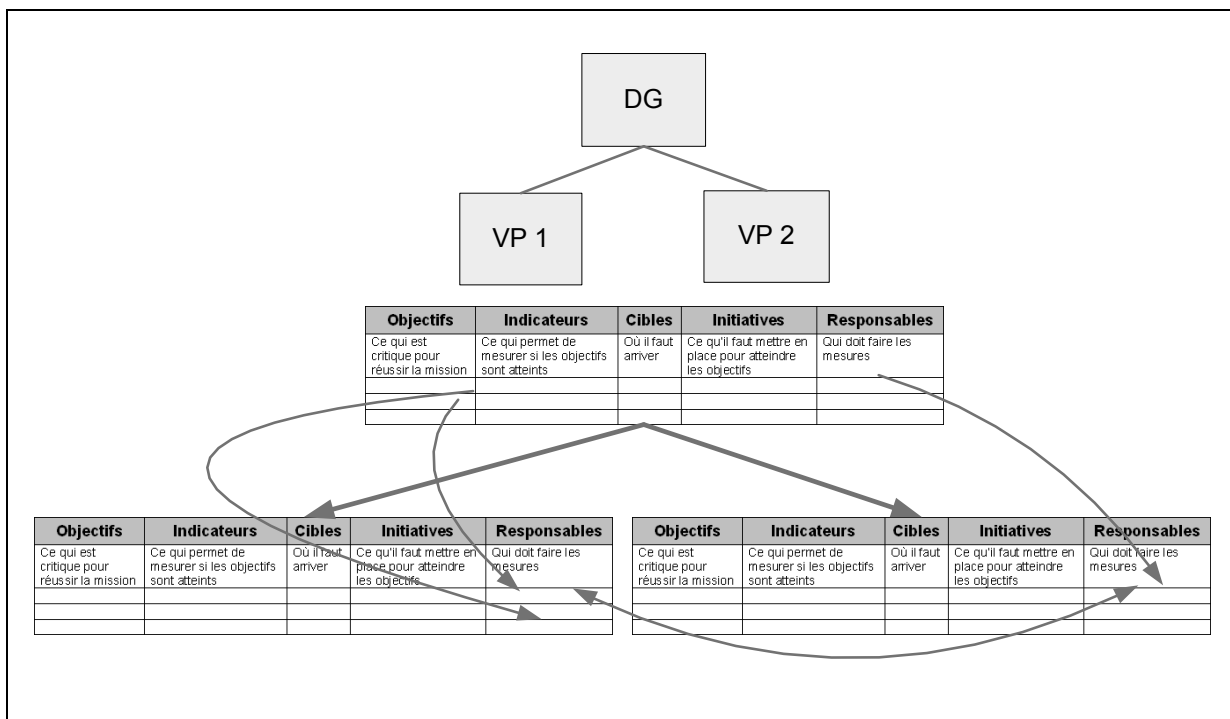 DG
VP 1
VP 2
Objectifs Indicateurs Cibles Initiatives Responsables
Ce qui est
critique pour
réussir la mission
Ce qui permet de
mesurer si les objectifs
sont atteints
Où il faut
arriver
Ce qu'il faut mettre en
place pour atteindre
les objectifs
Qui doit faire les
mesures
Objectifs Indicateurs Cibles Initiatives Responsables
Ce qui est
critique pour
réussir la mission
Ce qui permet de
mesurer si les objectifs
sont atteints
Où il faut
arriver
Ce qu'il faut mettre en
place pour atteindre
les objectifs
Qui doit faire les
mesures
Objectifs Indicateurs Cibles Initiatives Responsables
Ce qui est
critique pour
réussir la mission
Ce qui permet de
mesurer si les objectifs
sont atteints
Où il faut
arriver
Ce qu'il faut mettre en
place pour atteindre
les objectifs
Qui doit faire les
mesures